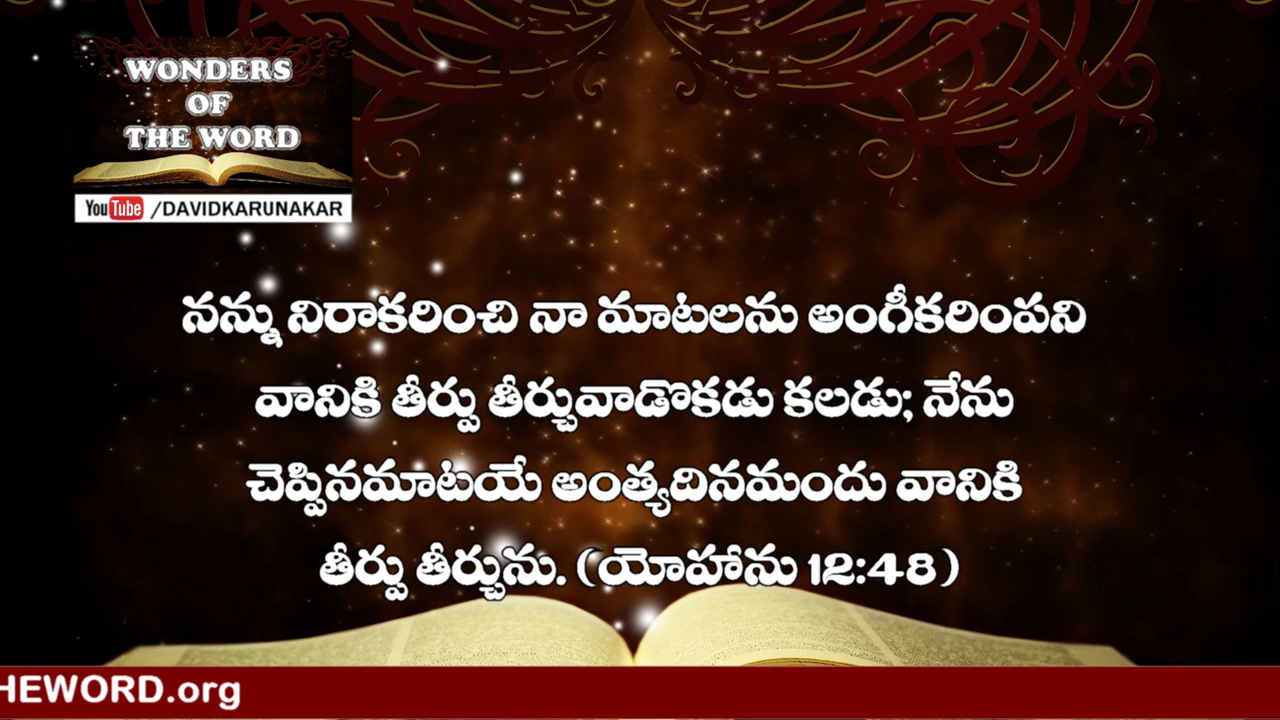 WONDERS
OF
THE WORD
YouTube /DAVIDKARUNAKAR
నన్ను నిరాకరించి నా మాటలను అంగీకరింపని
వానికి తీర్పు తీర్చువాడొకడు కలడు; నేను
చెప్పినమాటయే అంత్యదినమందు వానికి
తీర్పు తీర్చును. (యోహాను 12:48)
HEWORD.org